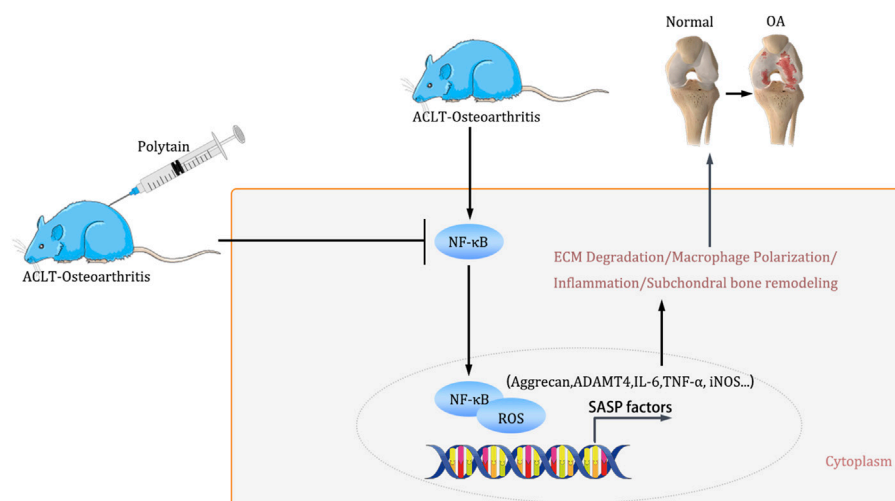 Normal
OA
ACLT-Osteoarthritis
Polytain
ACLT-Osteoarthritis
NF-κB
ECM Degradation/Macrophage Polarization/
Inflammation/Subchondral bone remodeling
(Aggrecan,ADAMT4,IL-6,TNF-α, iNOS...)
NF-κB
ROS
SASP factors
Cytoplasm